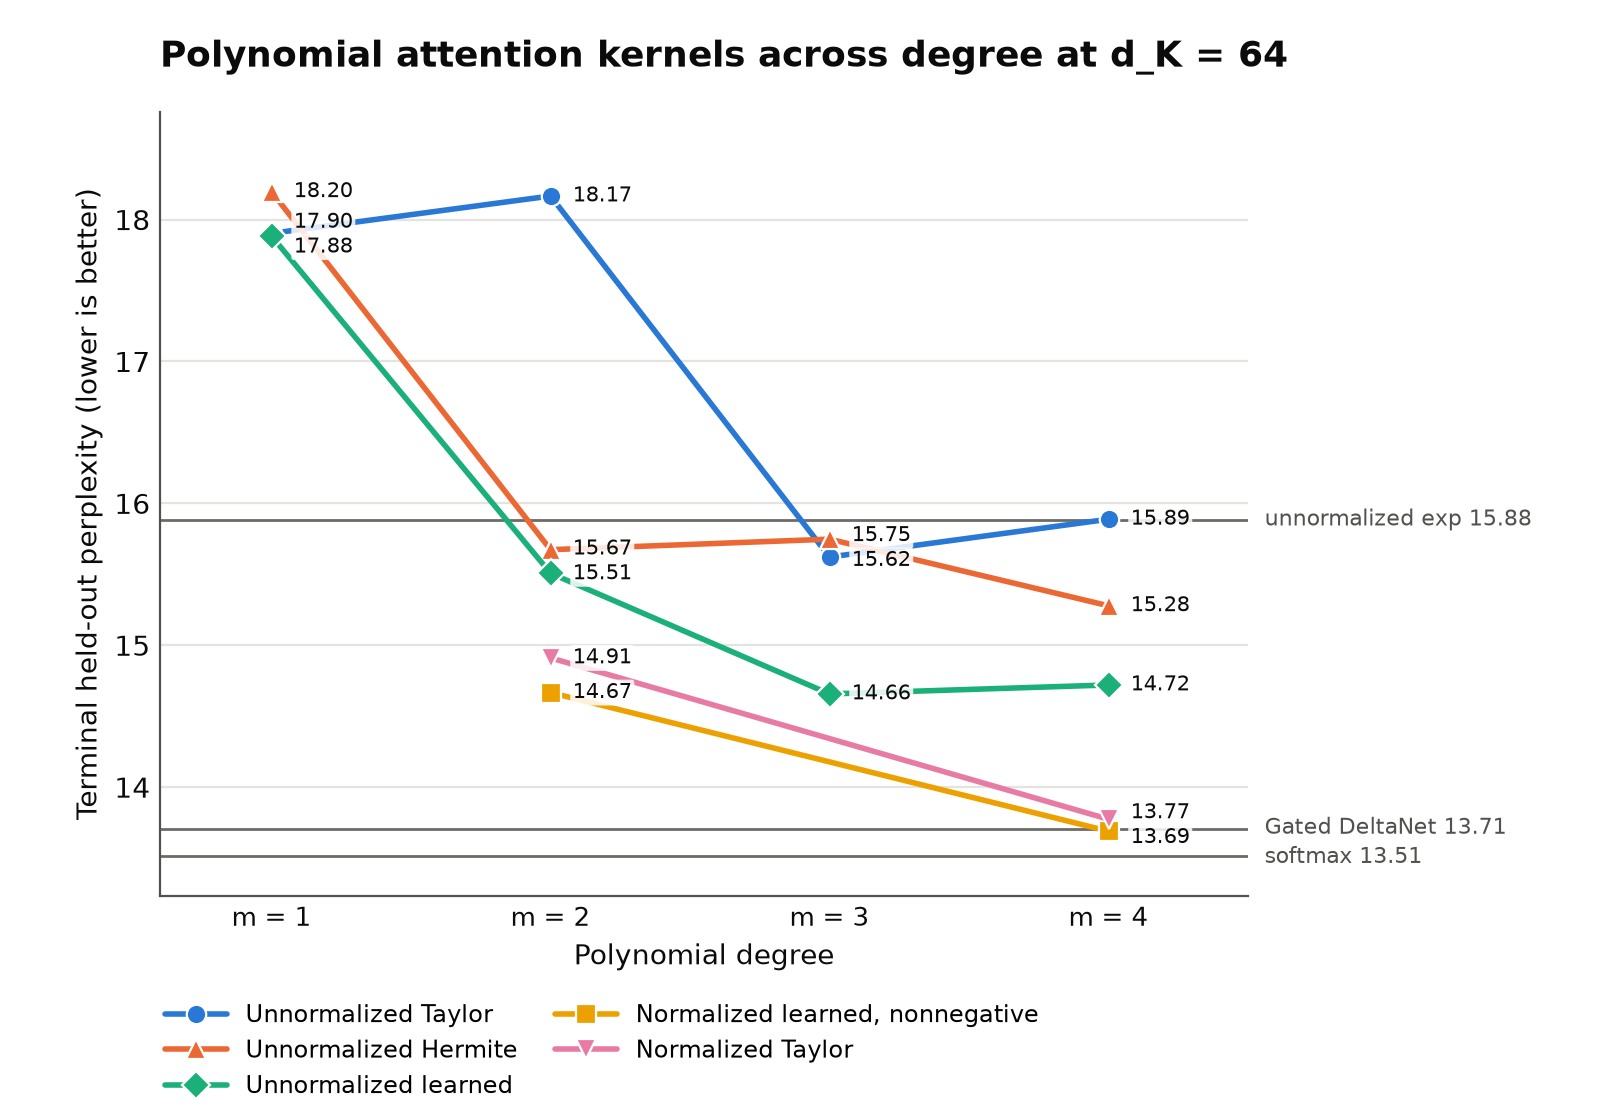 Polynomial attention kernels across degree at d_K = 64
Terminal held-out perplexity (lower is better)
18
17
16
15
14
18.20
17.90
17.88
18.17
15.67
15.51
14.91
14.67
15.75
15.62
14.66
15.89
15.28
14.72
13.77
13.69
unnormalized exp 15.88
Gated DeltaNet 13.71
softmax 13.51
m = 1
m = 2
m = 3
m = 4
Polynomial degree
Unnormalized Taylor
Unnormalized Hermite
Unnormalized learned
Normalized learned, nonnegative
Normalized Taylor